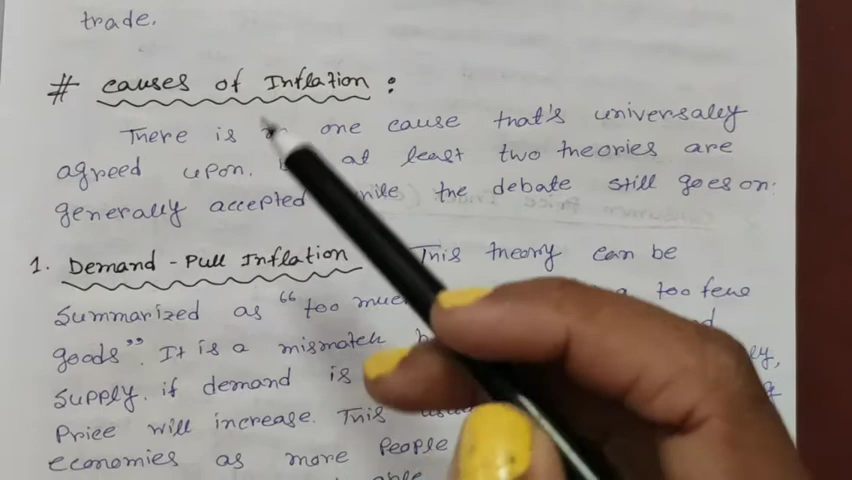 trade.
# Causes of Inflation :
There is one cause that's universally
agreed upon. at least two theories are
generally accepted while the debate still goes on:
1. Demand - Pull Inflation This theory can be
Summarized as "too much too few
goods". It is a mismatch
Supply. if demand is
Price will increase. This
economies as more People